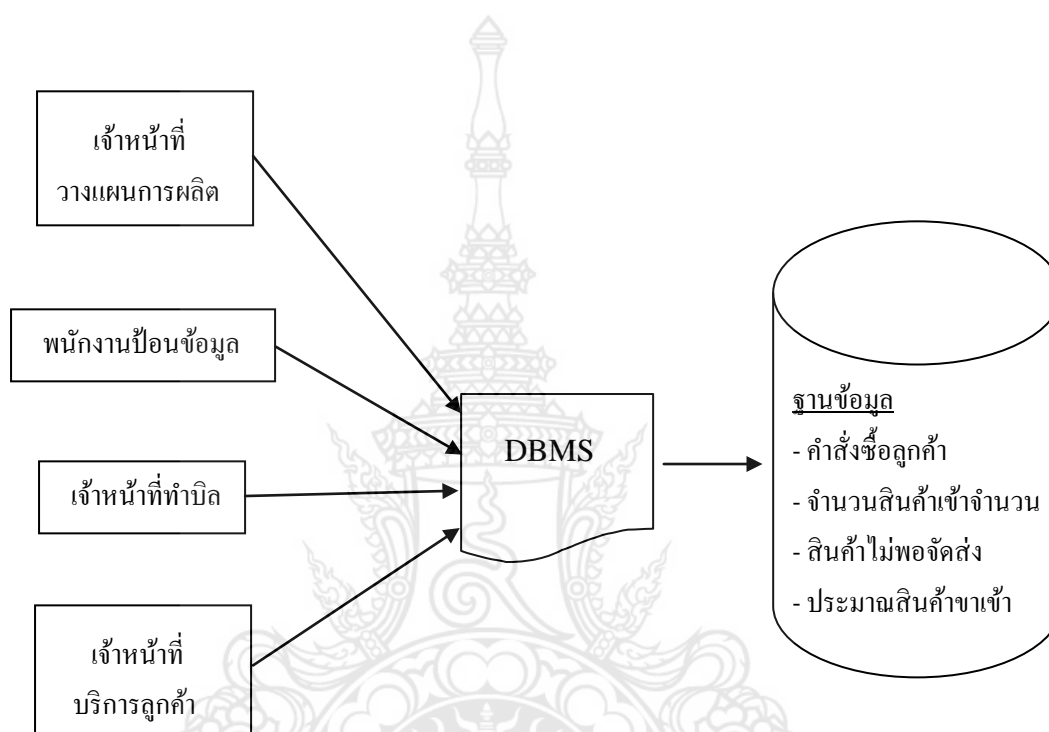 เจ้าหน้าที่
วางแผนการผลิต
พนักงานป้อนข้อมูล
เจ้าหน้าที่ทำบิล
เจ้าหน้าที่
บริการลูกค้า
DBMS
ฐานข้อมูล
- คำสั่งซื้อลูกค้า
- จำนวนสินค้าเข้าจำนวน
- สินค้าไม่พอจัดส่ง
- ประมาณสินค้าขาเข้า